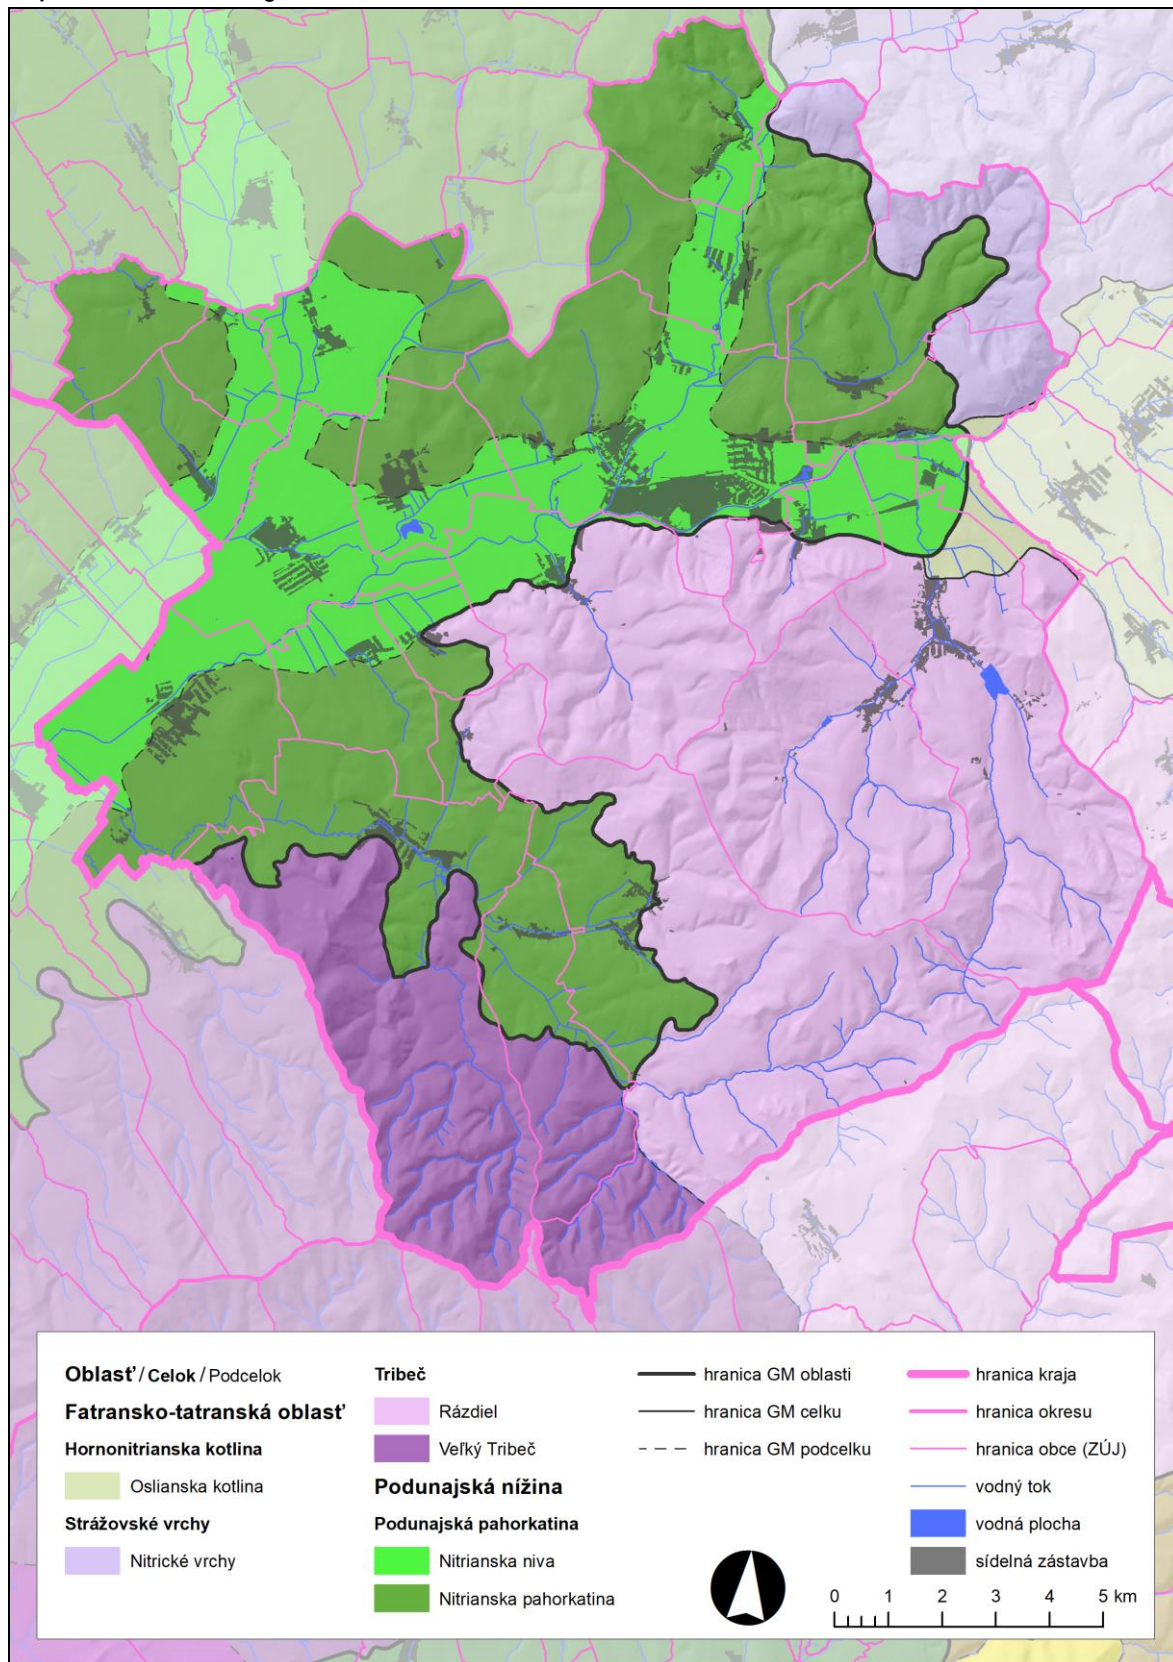 Oblasť / Celok / Podcelok
Fatransko-tatranská oblasť
Hornonitrianska kotlina
Oslianska kotlina
Strážovské vrchy
Nitrické vrchy
Tribeč
Rázdiel
Veľký Tribeč
Podunajská nížina
Podunajská pahorkatina
Nitrianska niva
Nitrianska pahorkatina
hranica GM oblasti
hranica GM celku
hranica GM podcelku
hranica kraja
hranica okresu
hranica obce (ZÚJ)
vodný tok
vodná plocha
sídelná zástavba
0 1 2 3 4 5 km